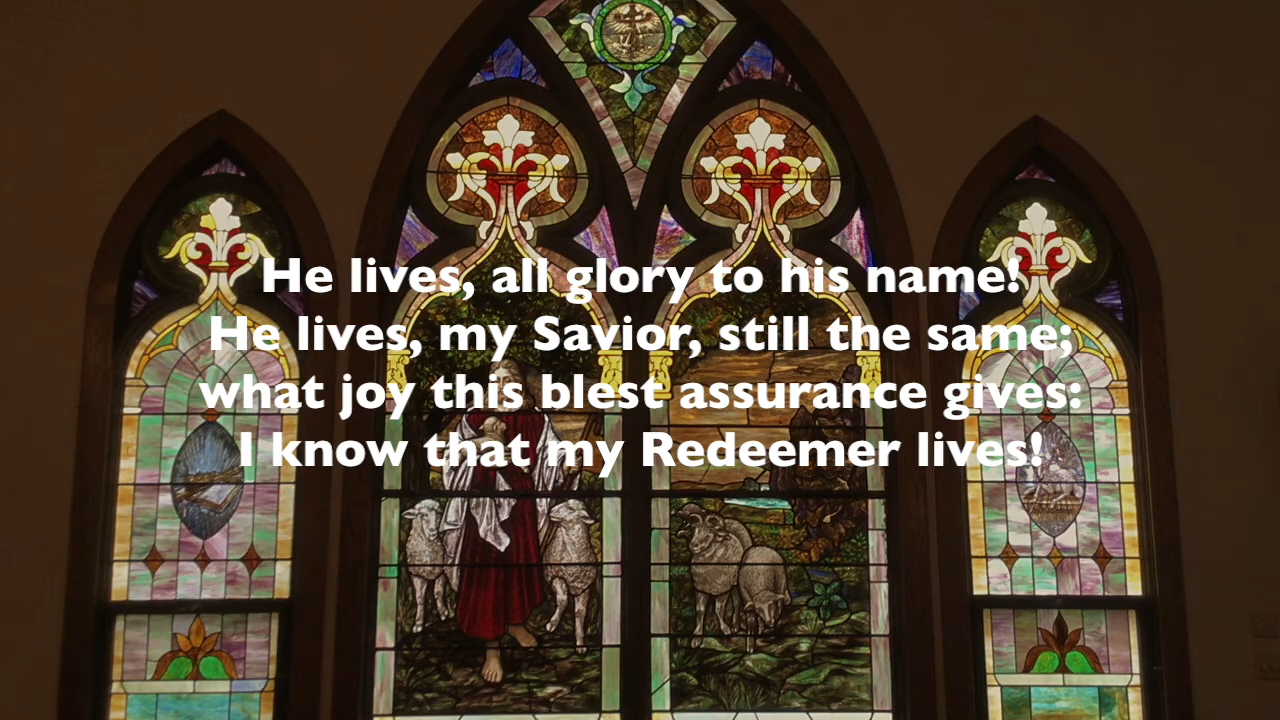 He lives, all glory to his name!
He lives, my Savior, still the same;
what joy this blest assurance gives:
I know that my Redeemer lives!